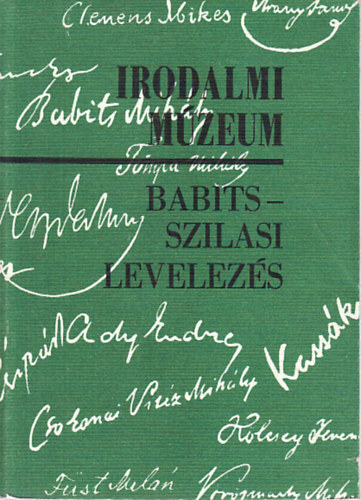 Clemens Mikes
Arany János
Babits Mihály
IRODALMI
MÚZEUM
Tompa Mihály
BABITS–
SZILASI
LEVELEZÉS
Ady Endre
Kassák
Csokonai Vitéz Mihály
Kölcsey Ferenc
Füst Milán
Vörösmarty Mih